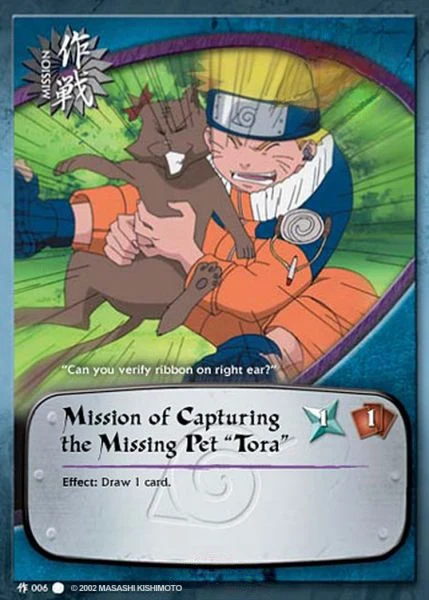 MISSION
作戦
"Can you verify ribbon on right ear?"
Mission of Capturing
the Missing Pet "Tora"
1
1
Effect: Draw 1 card.
作 006 © 2002 MASASHI KISHIMOTO